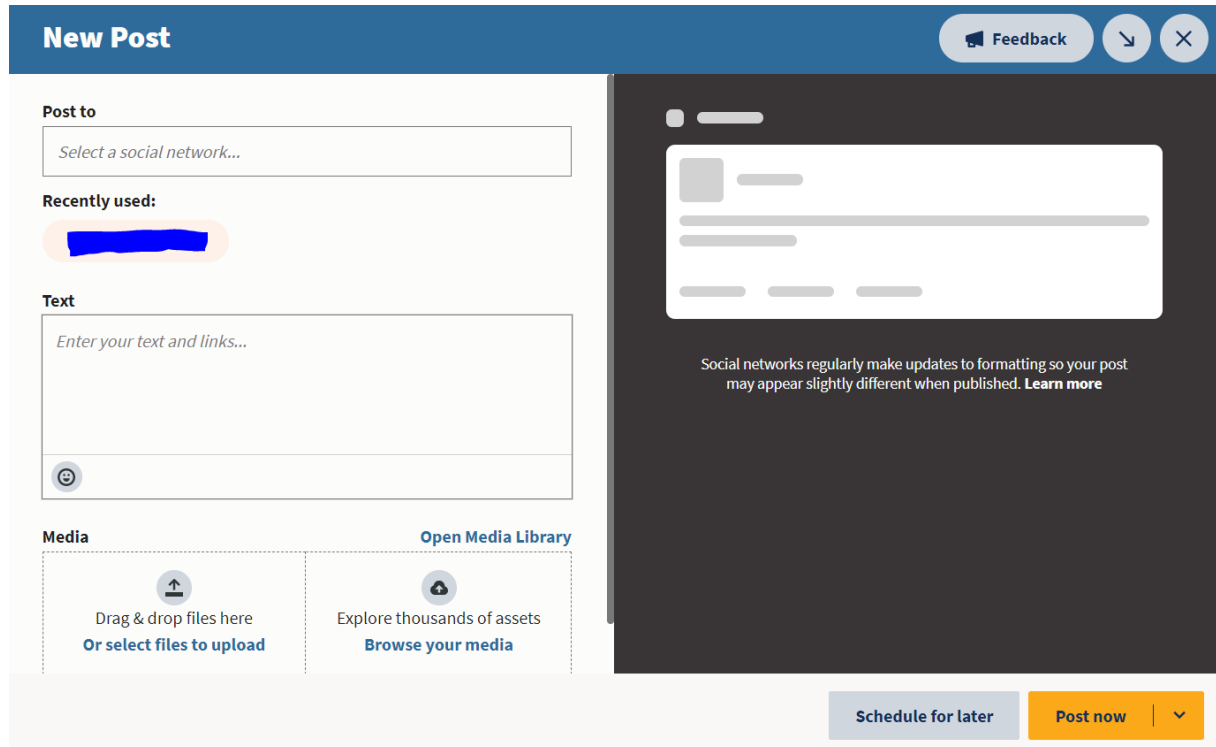 New Post
Feedback
Post to
Select a social network...
Recently used:
Text
Enter your text and links...
Media
Open Media Library
Drag & drop files here
Or select files to upload
Explore thousands of assets
Browse your media
Social networks regularly make updates to formatting so your post
may appear slightly different when published. Learn more
Schedule for later
Post now